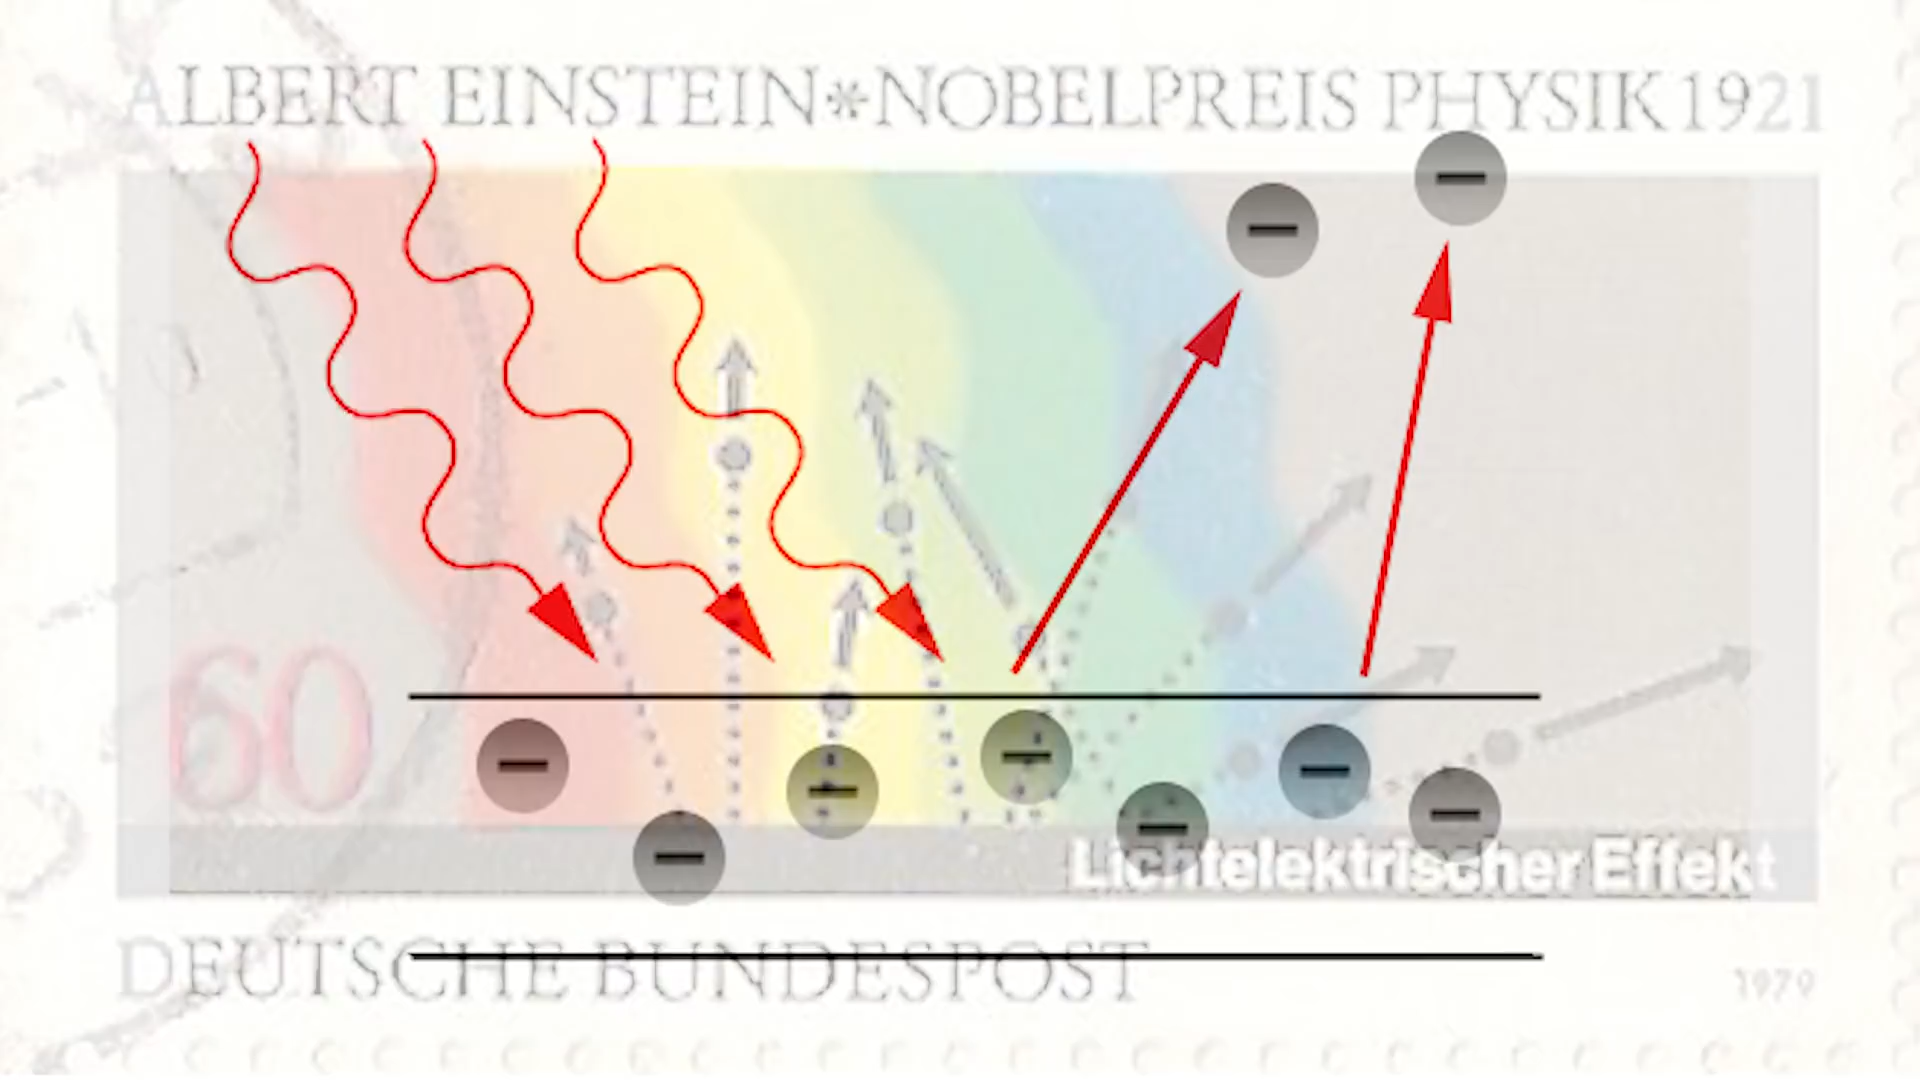 ALBERT EINSTEIN*NOBELPREIS PHYSIK 1921
60
Lichtelektrischer Effekt
DEUTSCHE BUNDESPOST
1979